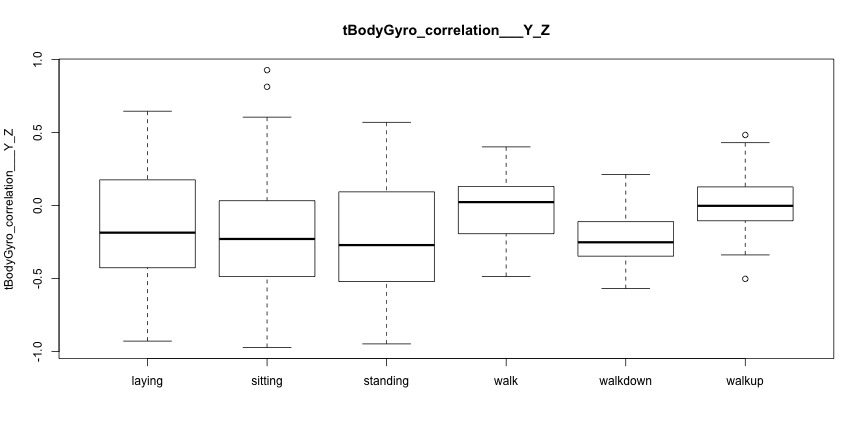 tBodyGyro_correlation___Y_Z
tBodyGyro_correlation___Y_Z
1.0
0.5
0.0
-0.5
-1.0
laying
sitting
standing
walk
walkdown
walkup